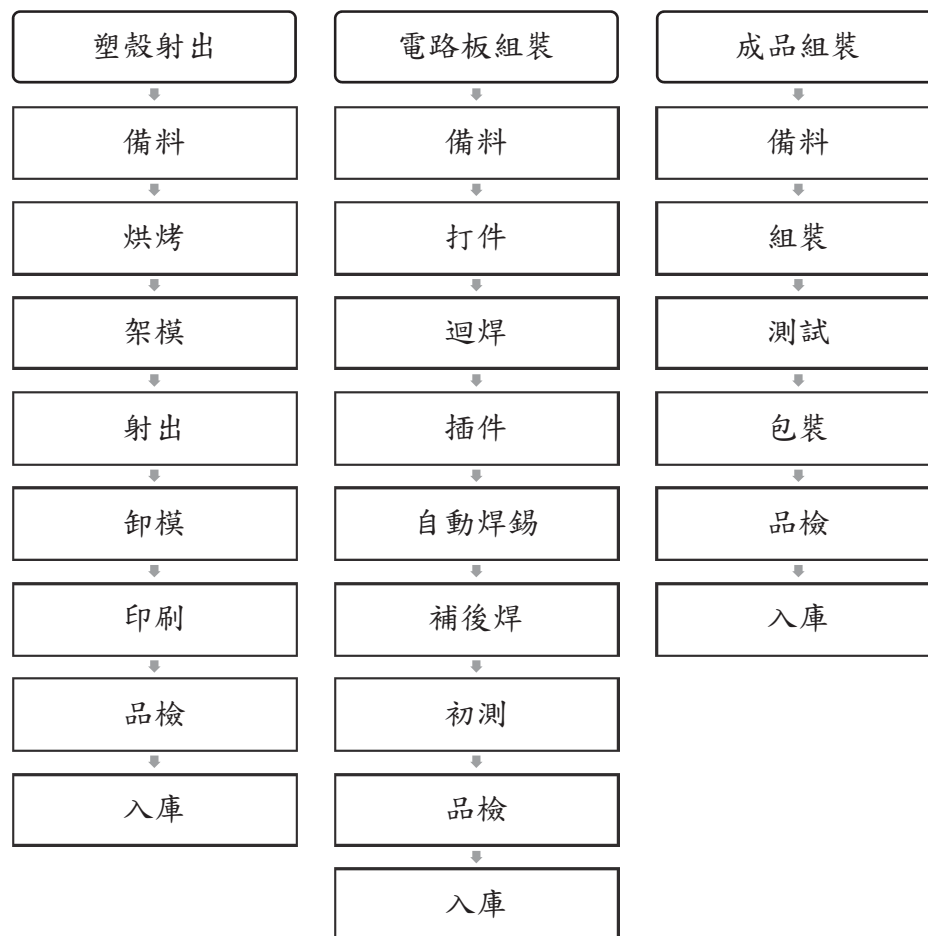 塑殼射出
備料
烘烤
架模
射出
卸模
印刷
品檢
入庫
電路板組裝
備料
打件
迴焊
插件
自動焊錫
補後焊
初測
品檢
入庫
成品組裝
備料
組裝
測試
包裝
品檢
入庫